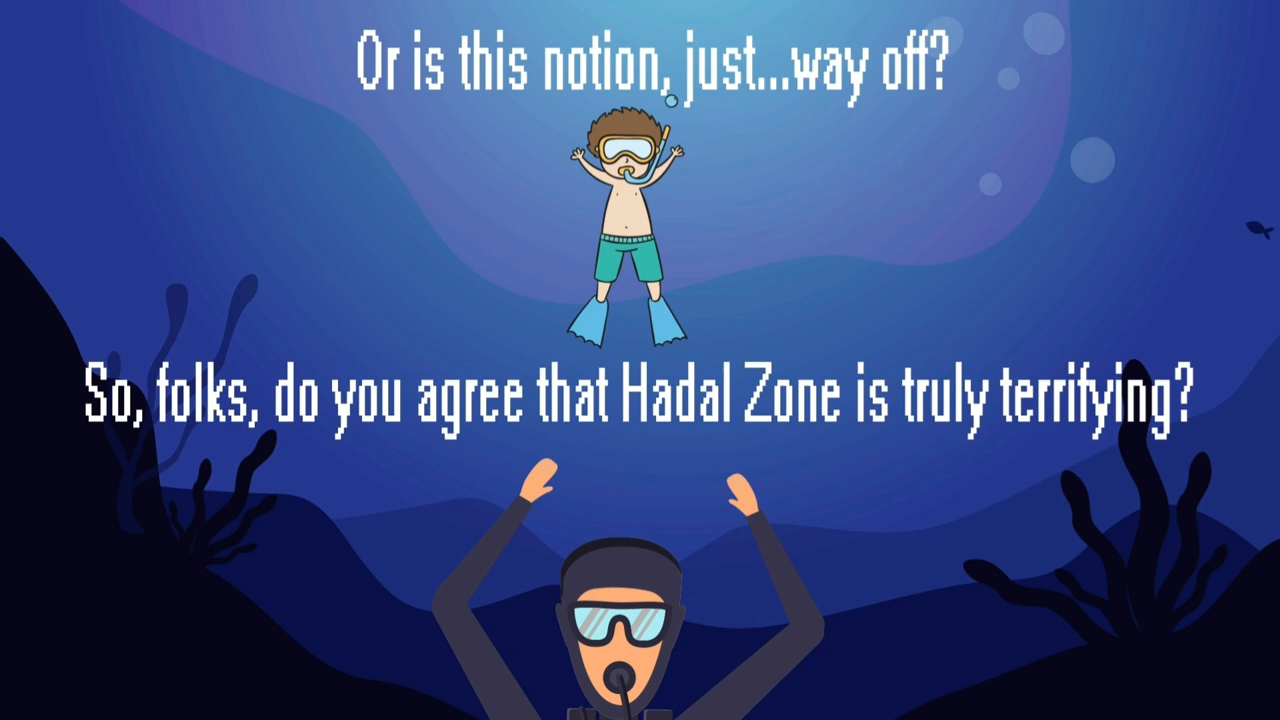 Or is this notion, just...way off?
So, folks, do you agree that Hadal Zone is truly terrifying?